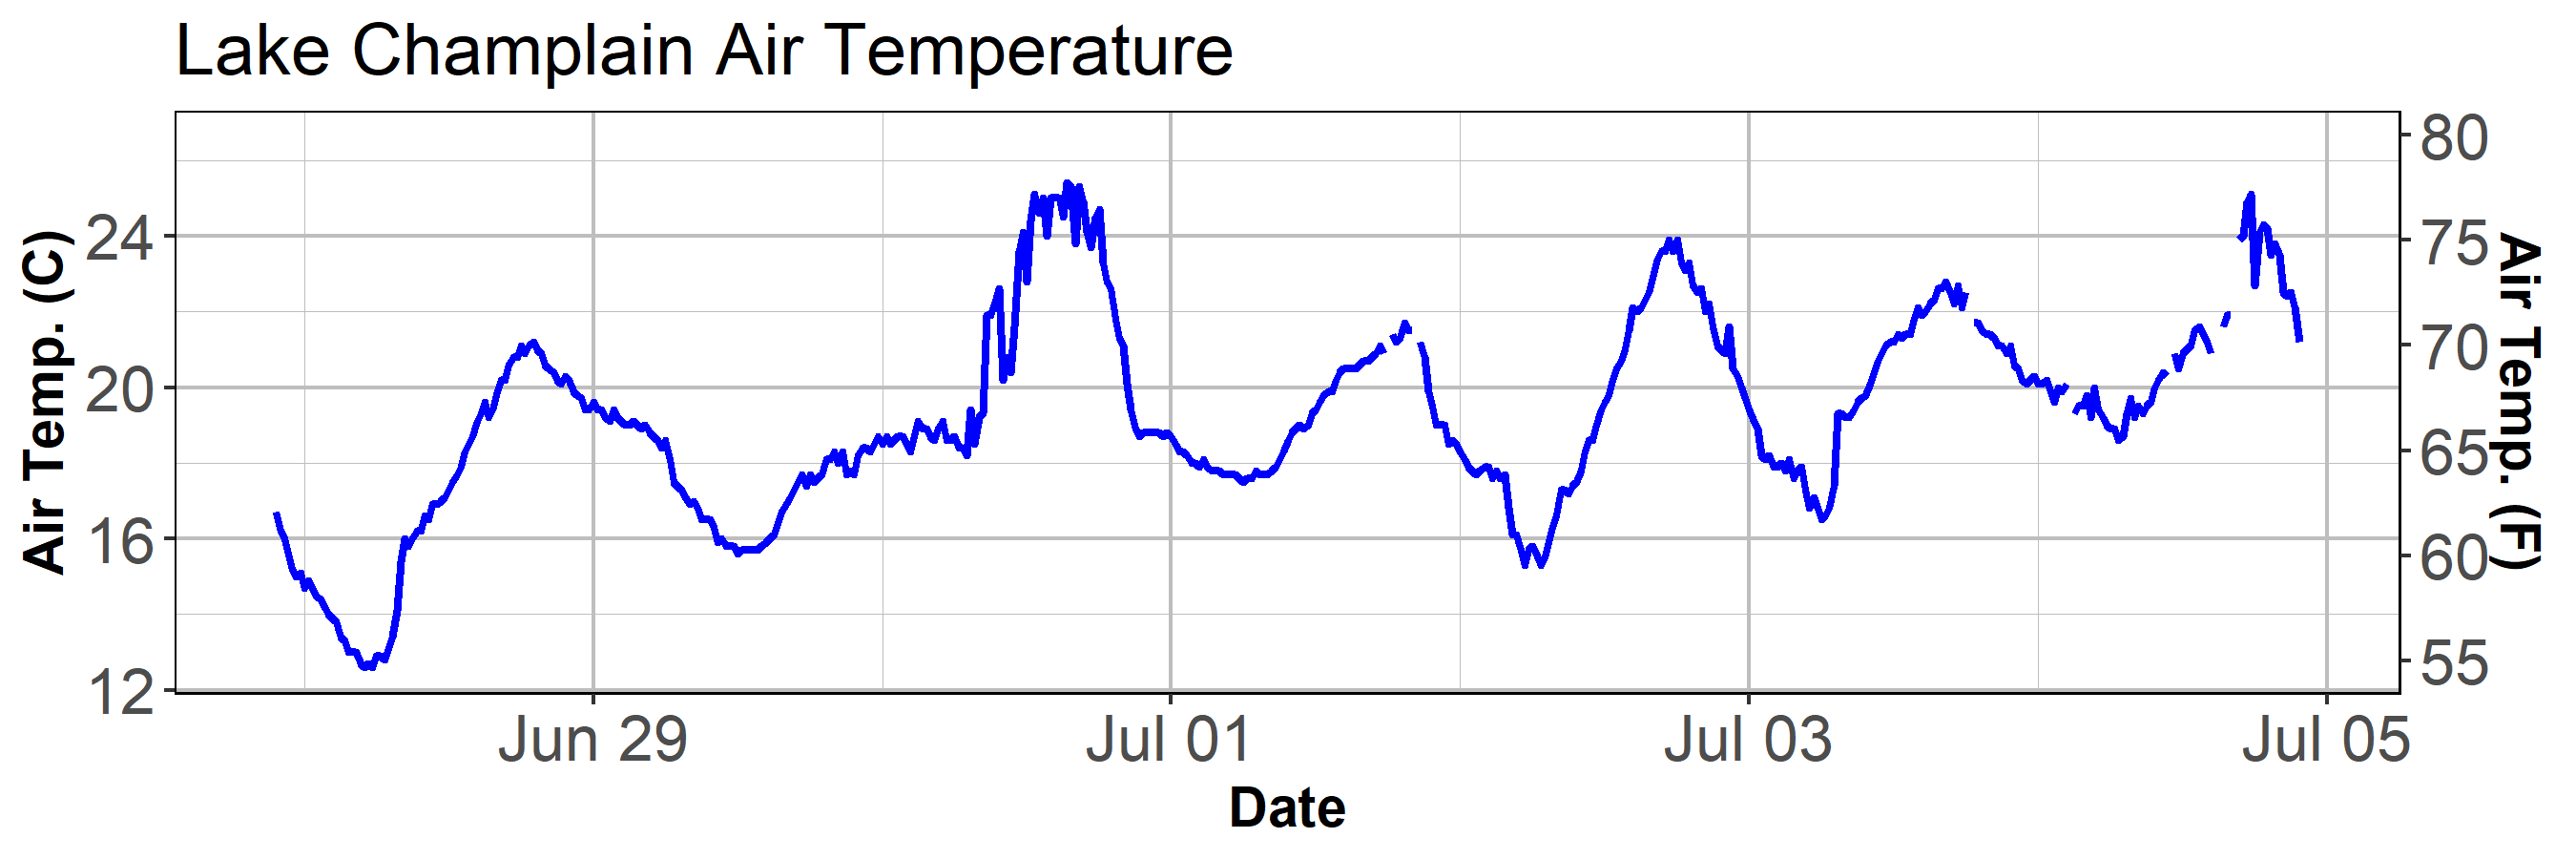 Lake Champlain Air Temperature
Air Temp. (C)
24
20
16
12
80
75
70
65
60
55
Air Temp. (F)
Jun 29
Jul 01
Jul 03
Jul 05
Date